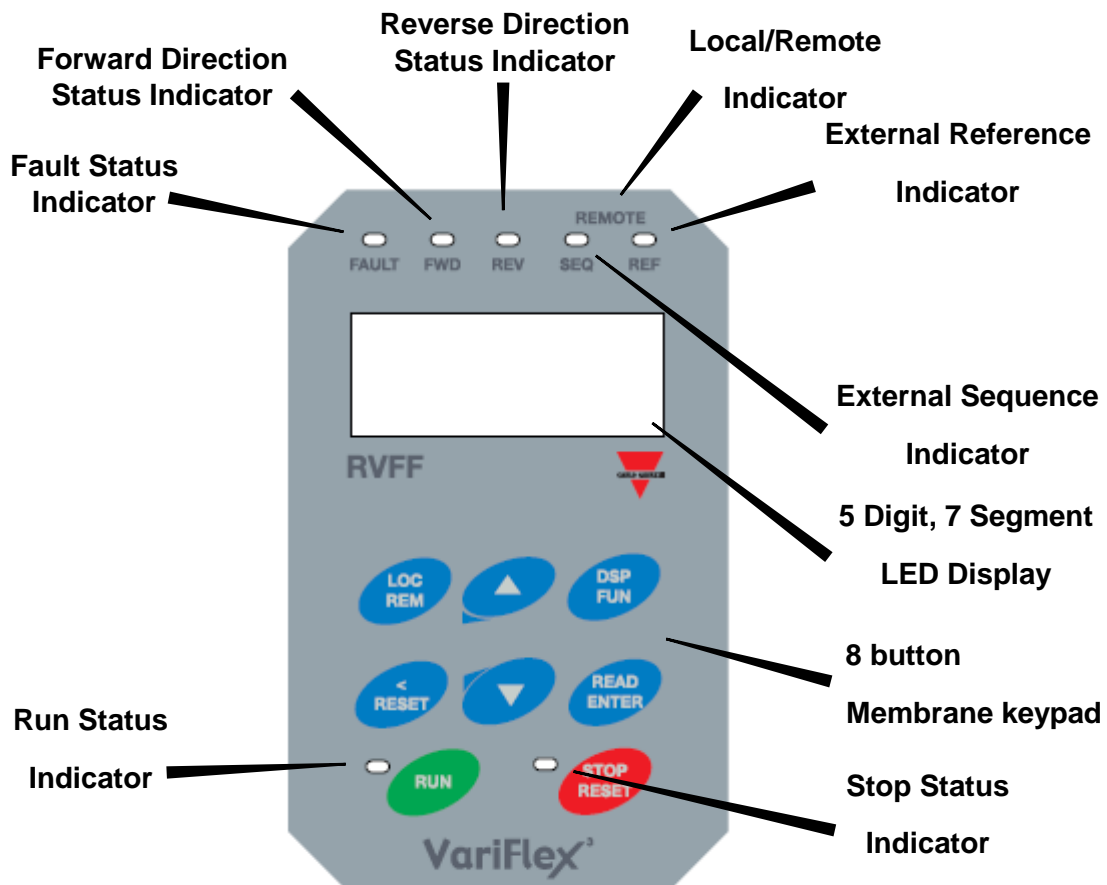 Reverse Direction
Status Indicator
Local/Remote
Indicator
Forward Direction
Status Indicator
External Reference
Indicator
Fault Status
Indicator
REMOTE
FAULT FWD REV SEQ REF
External Sequence
Indicator
RVFF
5 Digit, 7 Segment
LED Display
LOC
REM
DSP
FUN
8 button
Membrane keypad
<
RESET
READ
ENTER
Run Status
Indicator
RUN
STOP
RESET
Stop Status
Indicator
VariFlex³